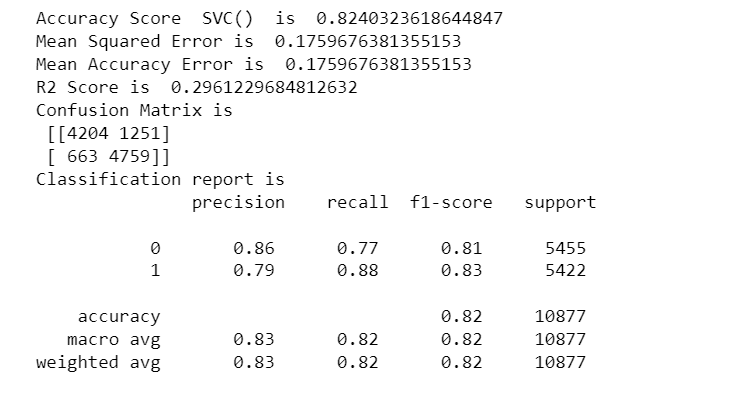 Accuracy Score  SVC()  is  0.8240323618644847
Mean Squared Error is  0.1759676381355153
Mean Accuracy Error is  0.1759676381355153
R2 Score is  0.2961229684812632
Confusion Matrix is
[[4204 1251]
[ 663 4759]]
Classification report is
precision    recall  f1-score   support
0       0.86      0.77      0.81      5455
1       0.79      0.88      0.83      5422
accuracy                           0.82     10877
macro avg       0.83      0.82      0.82     10877
weighted avg       0.83      0.82      0.82     10877